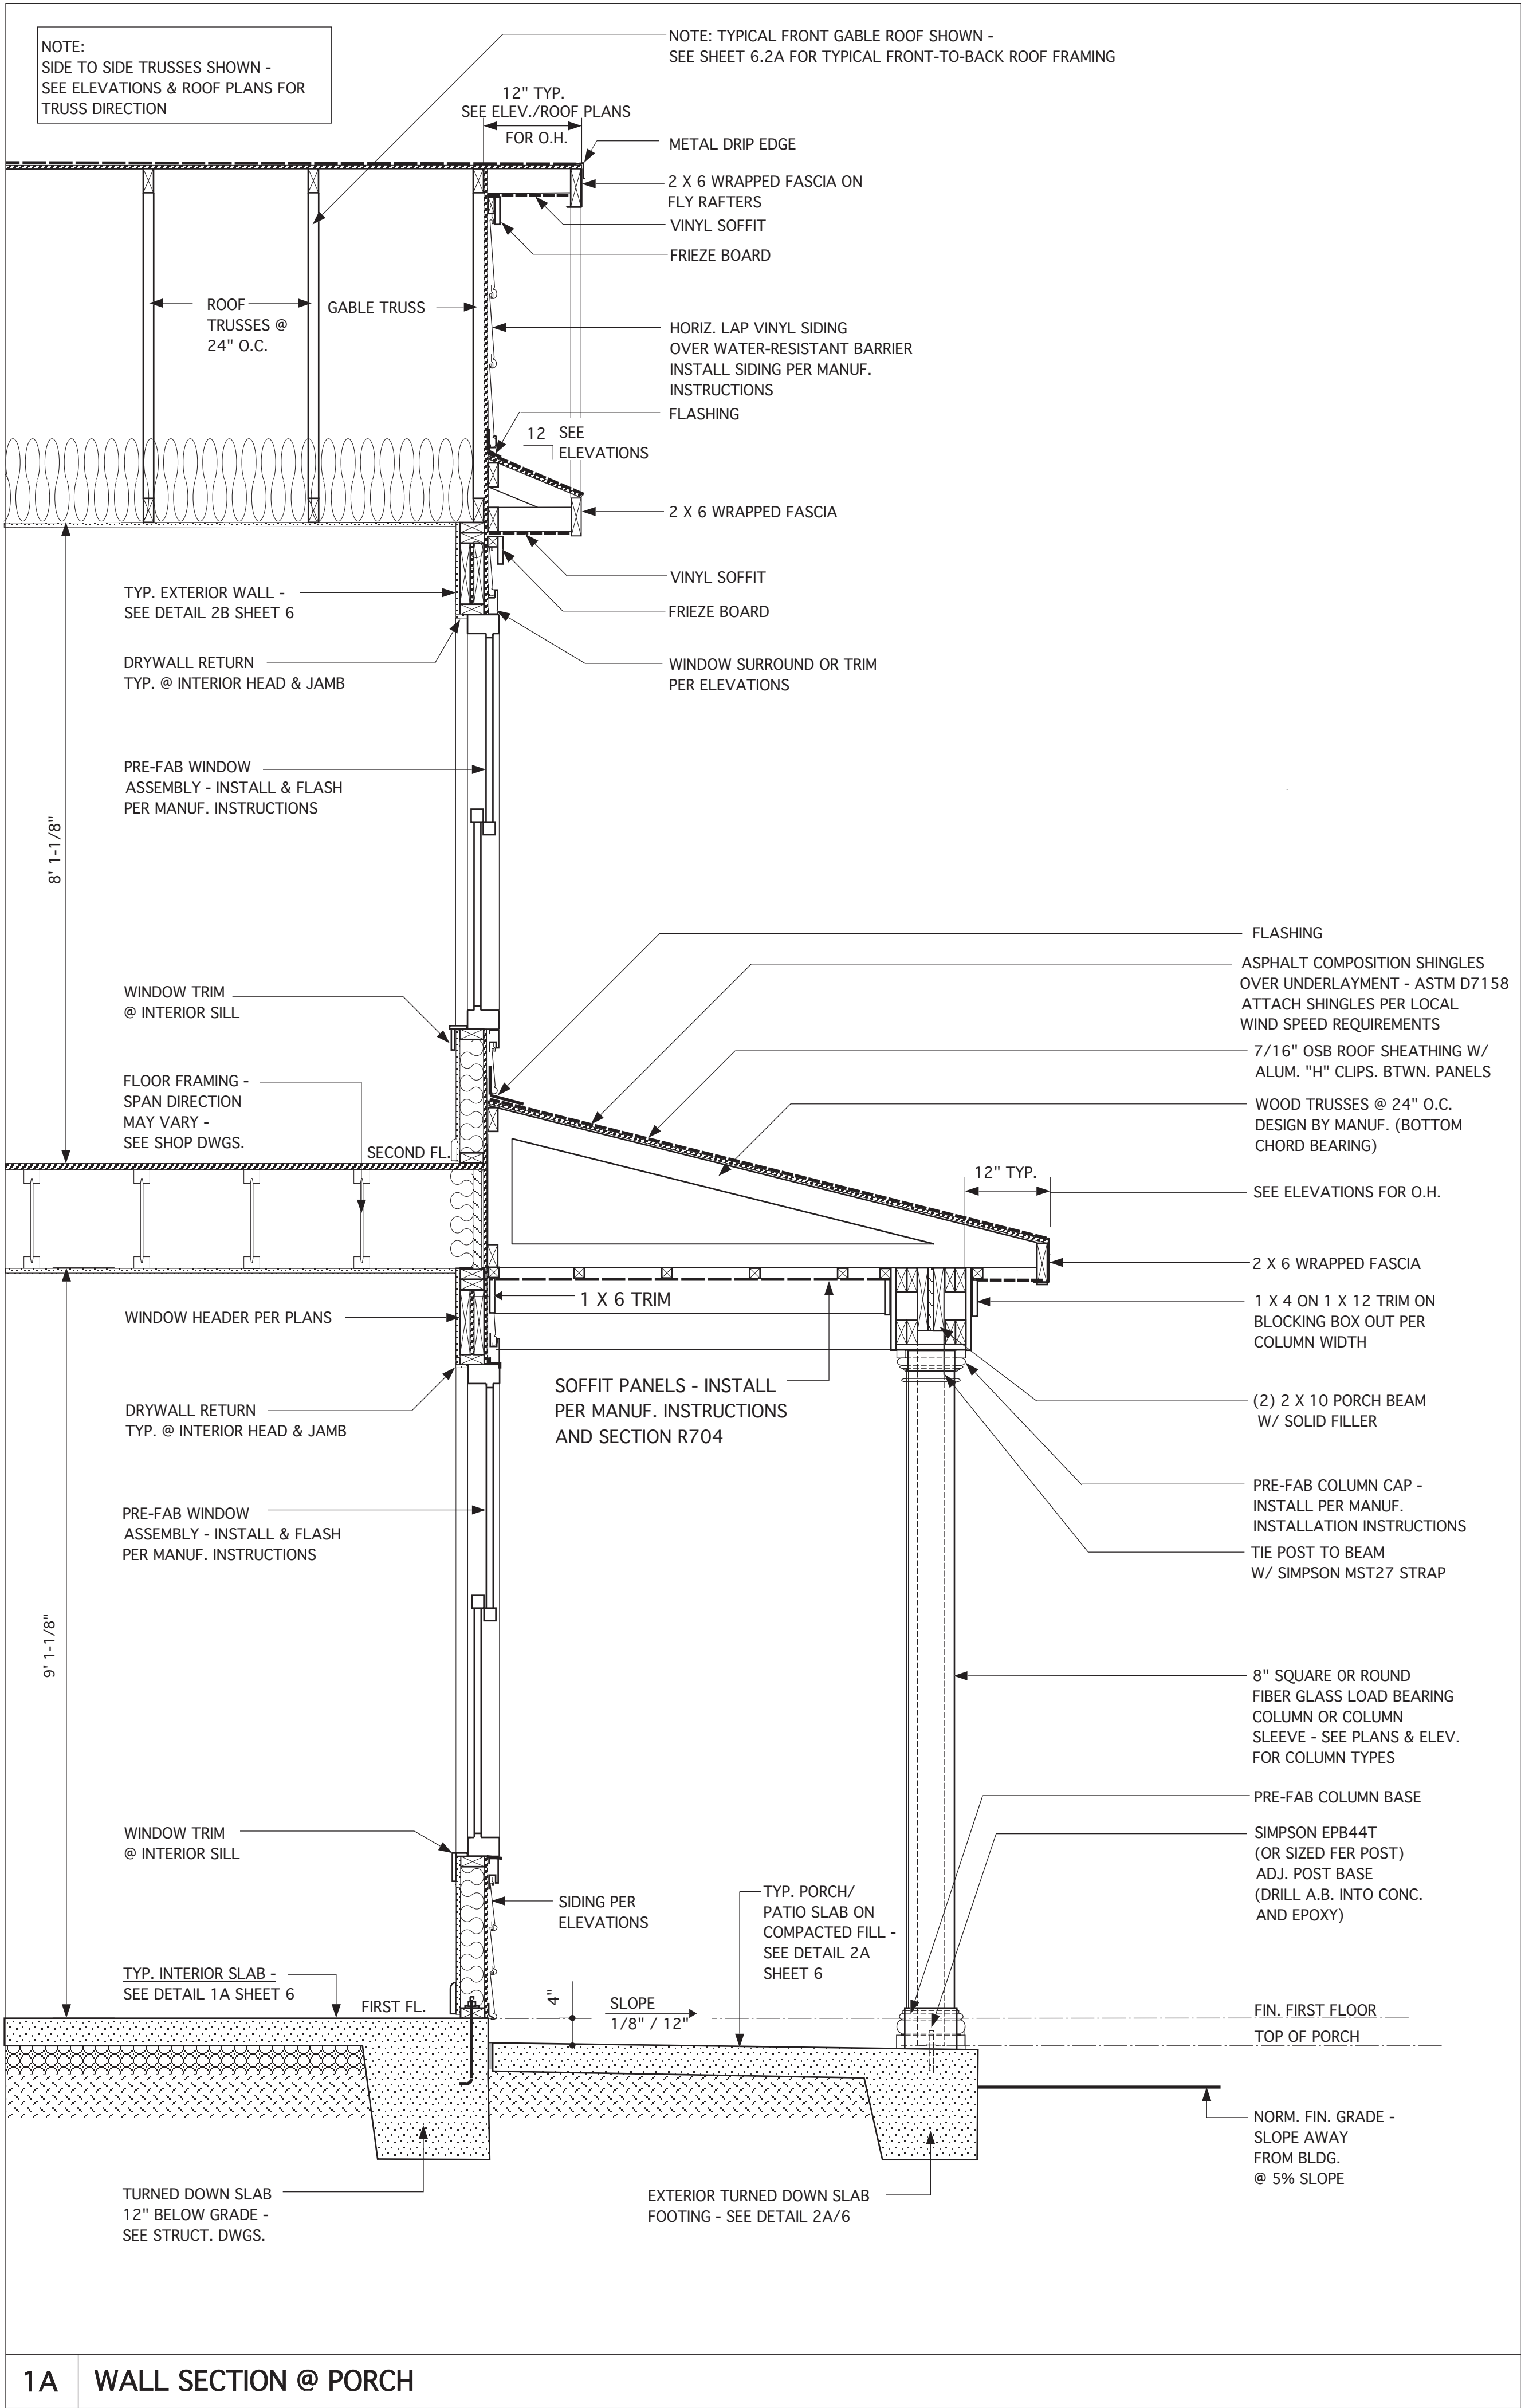 NOTE:
SIDE TO SIDE TRUSSES SHOWN -
SEE ELEVATIONS & ROOF PLANS FOR
TRUSS DIRECTION
NOTE: TYPICAL FRONT GABLE ROOF SHOWN -
SEE SHEET 6.2A FOR TYPICAL FRONT-TO-BACK ROOF FRAMING
12" TYP.
SEE ELEV./ROOF PLANS
FOR O.H.
METAL DRIP EDGE
2 X 6 WRAPPED FASCIA ON
FLY RAFTERS
VINYL SOFFIT
FRIEZE BOARD
ROOF
TRUSSES @
24" O.C.
GABLE TRUSS
HORIZ. LAP VINYL SIDING
OVER WATER-RESISTANT BARRIER
INSTALL SIDING PER MANUF.
INSTRUCTIONS
FLASHING
12 SEE
ELEVATIONS
2 X 6 WRAPPED FASCIA
VINYL SOFFIT
FRIEZE BOARD
TYP. EXTERIOR WALL -
SEE DETAIL 2B SHEET 6
DRYWALL RETURN
TYP. @ INTERIOR HEAD & JAMB
WINDOW SURROUND OR TRIM
PER ELEVATIONS
PRE-FAB WINDOW
ASSEMBLY - INSTALL & FLASH
PER MANUF. INSTRUCTIONS
8' 1-1/8"
WINDOW TRIM
@ INTERIOR SILL
FLOOR FRAMING -
SPAN DIRECTION
MAY VARY -
SEE SHOP DWGS.
SECOND FL.
FLASHING
ASPHALT COMPOSITION SHINGLES
OVER UNDERLAYMENT - ASTM D7158
ATTACH SHINGLES PER LOCAL
WIND SPEED REQUIREMENTS
7/16" OSB ROOF SHEATHING W/
ALUM. "H" CLIPS. BTWN. PANELS
WOOD TRUSSES @ 24" O.C.
DESIGN BY MANUF. (BOTTOM
CHORD BEARING)
12" TYP.
SEE ELEVATIONS FOR O.H.
2 X 6 WRAPPED FASCIA
1 X 6 TRIM
WINDOW HEADER PER PLANS
1 X 4 ON 1 X 12 TRIM ON
BLOCKING BOX OUT PER
COLUMN WIDTH
SOFFIT PANELS - INSTALL
PER MANUF. INSTRUCTIONS
AND SECTION R704
(2) 2 X 10 PORCH BEAM
W/ SOLID FILLER
DRYWALL RETURN
TYP. @ INTERIOR HEAD & JAMB
PRE-FAB COLUMN CAP -
INSTALL PER MANUF.
INSTALLATION INSTRUCTIONS
TIE POST TO BEAM
W/ SIMPSON MST27 STRAP
PRE-FAB WINDOW
ASSEMBLY - INSTALL & FLASH
PER MANUF. INSTRUCTIONS
9' 1-1/8"
8" SQUARE 0R ROUND
FIBER GLASS LOAD BEARING
COLUMN OR COLUMN
SLEEVE - SEE PLANS & ELEV.
FOR COLUMN TYPES
PRE-FAB COLUMN BASE
WINDOW TRIM
@ INTERIOR SILL
SIMPSON EPB44T
(OR SIZED FER POST)
ADJ. POST BASE
(DRILL A.B. INTO CONC.
AND EPOXY)
SIDING PER
ELEVATIONS
TYP. PORCH/
PATIO SLAB ON
COMPACTED FILL -
SEE DETAIL 2A
SHEET 6
TYP. INTERIOR SLAB -
SEE DETAIL 1A SHEET 6
FIRST FL.
4"
SLOPE
1/8" / 12"
FIN. FIRST FLOOR
TOP OF PORCH
NORM. FIN. GRADE -
SLOPE AWAY
FROM BLDG.
@ 5% SLOPE
TURNED DOWN SLAB
12" BELOW GRADE -
SEE STRUCT. DWGS.
EXTERIOR TURNED DOWN SLAB
FOOTING - SEE DETAIL 2A/6
1A WALL SECTION @ PORCH